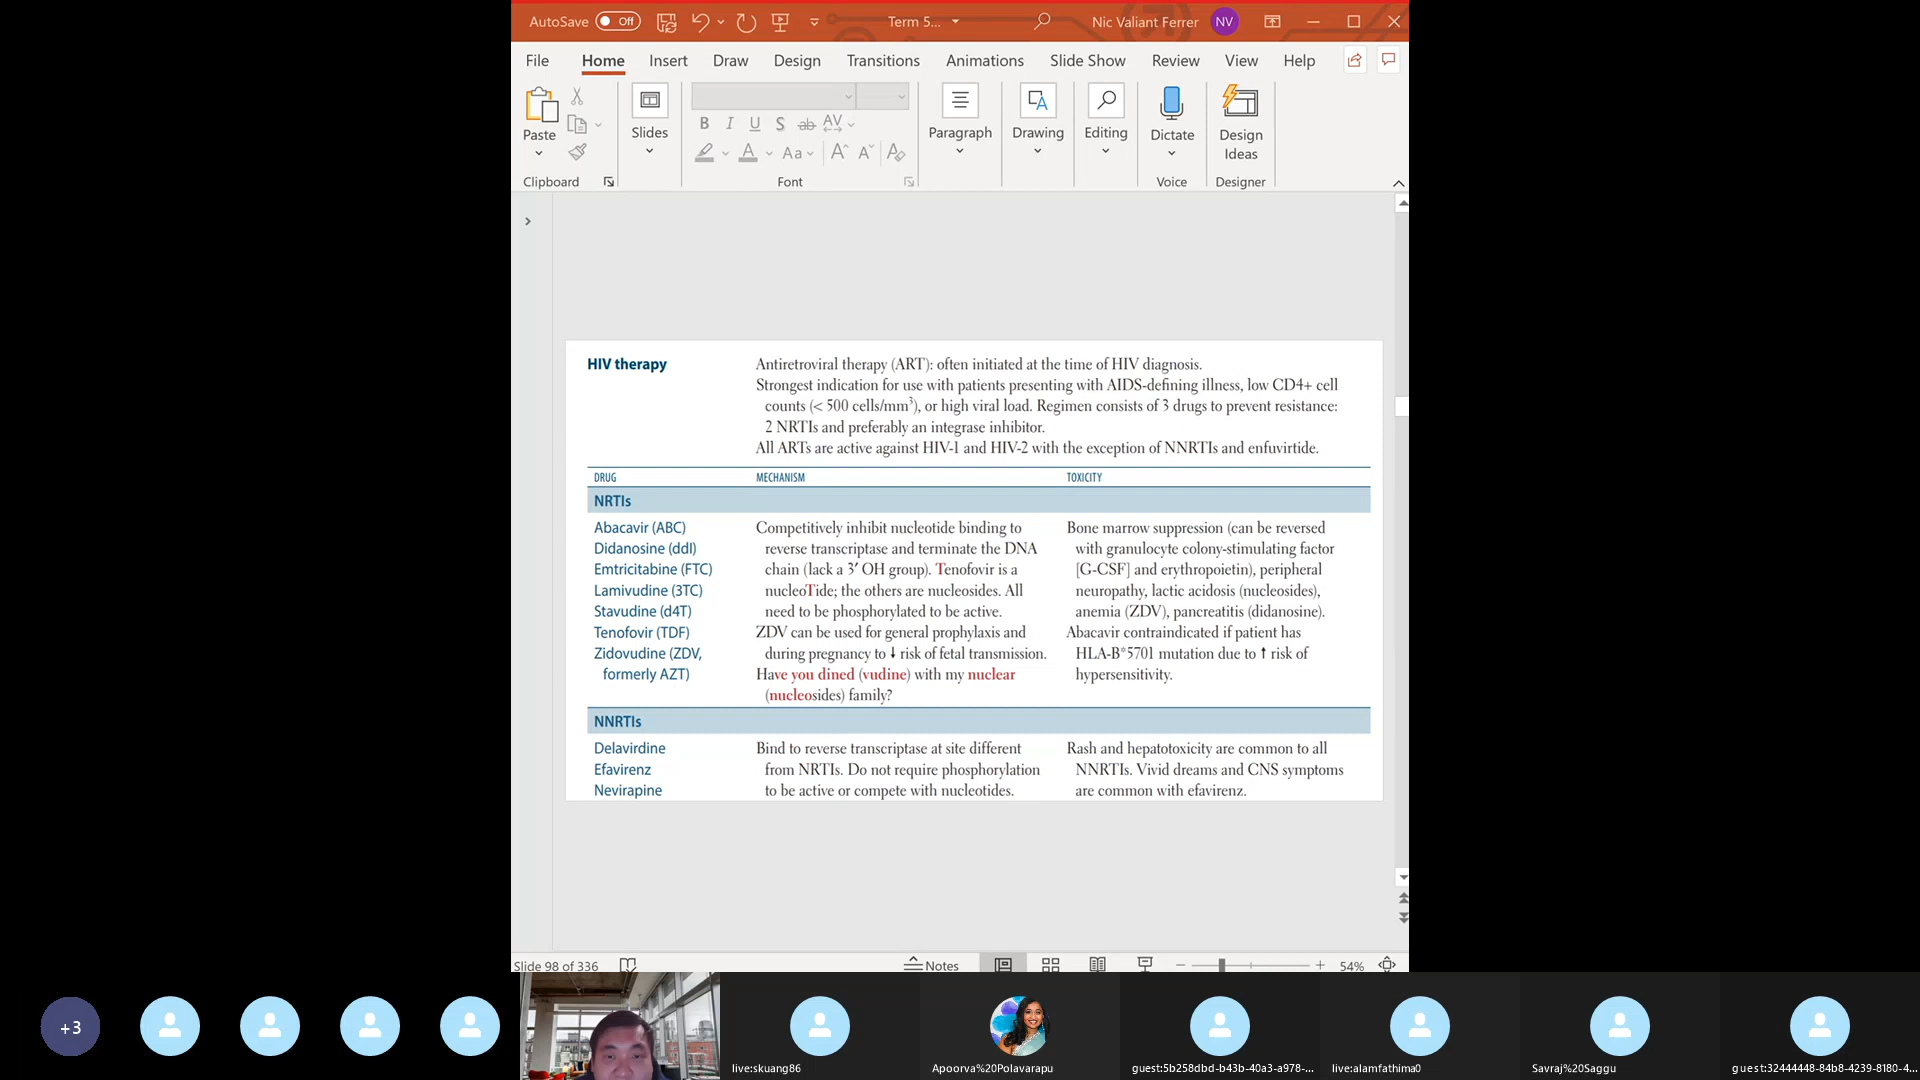 AutoSave Off Term 5... Nic Valiant Ferrer NV
File Home Insert Draw Design Transitions Animations Slide Show Review View Help
Paste
Slides
B I U S ab AV
Aa A A A
Paragraph
Drawing
Editing
Dictate
Design
Ideas
Clipboard Font Voice Designer
HIV therapy
Antiretroviral therapy (ART): often initiated at the time of HIV diagnosis.
Strongest indication for use with patients presenting with AIDS-defining illness, low CD4+ cell
counts (< 500 cells/mm³), or high viral load. Regimen consists of 3 drugs to prevent resistance:
2 NRTIs and preferably an integrase inhibitor.
All ARTs are active against HIV-1 and HIV-2 with the exception of NNRTIs and enfuvirtide.
DRUG MECHANISM TOXICITY
NRTIs
Abacavir (ABC)
Didanosine (ddI)
Emtricitabine (FTC)
Lamivudine (3TC)
Stavudine (d4T)
Tenofovir (TDF)
Zidovudine (ZDV,
formerly AZT)
Competitively inhibit nucleotide binding to
reverse transcriptase and terminate the DNA
chain (lack a 3′ OH group). Tenofovir is a
nucleoTide; the others are nucleosides. All
need to be phosphorylated to be active.
ZDV can be used for general prophylaxis and
during pregnancy to ↓ risk of fetal transmission.
Have you dined (vudine) with my nuclear
(nucleosides) family?
Bone marrow suppression (can be reversed
with granulocyte colony-stimulating factor
[G-CSF] and erythropoietin), peripheral
neuropathy, lactic acidosis (nucleosides),
anemia (ZDV), pancreatitis (didanosine).
Abacavir contraindicated if patient has
HLA-B*5701 mutation due to ↑ risk of
hypersensitivity.
NNRTIs
Delavirdine
Efavirenz
Nevirapine
Bind to reverse transcriptase at site different
from NRTIs. Do not require phosphorylation
to be active or compete with nucleotides.
Rash and hepatotoxicity are common to all
NNRTIs. Vivid dreams and CNS symptoms
are common with efavirenz.
Slide 98 of 336 Notes 54%
+3
live:skuang86
Apoorva%20Polavarapu
guest:5b258dbd-b43b-40a3-a978-...
live:alamfathima0
Savraj%20Saggu
guest:32444448-84b8-4239-8180-4...